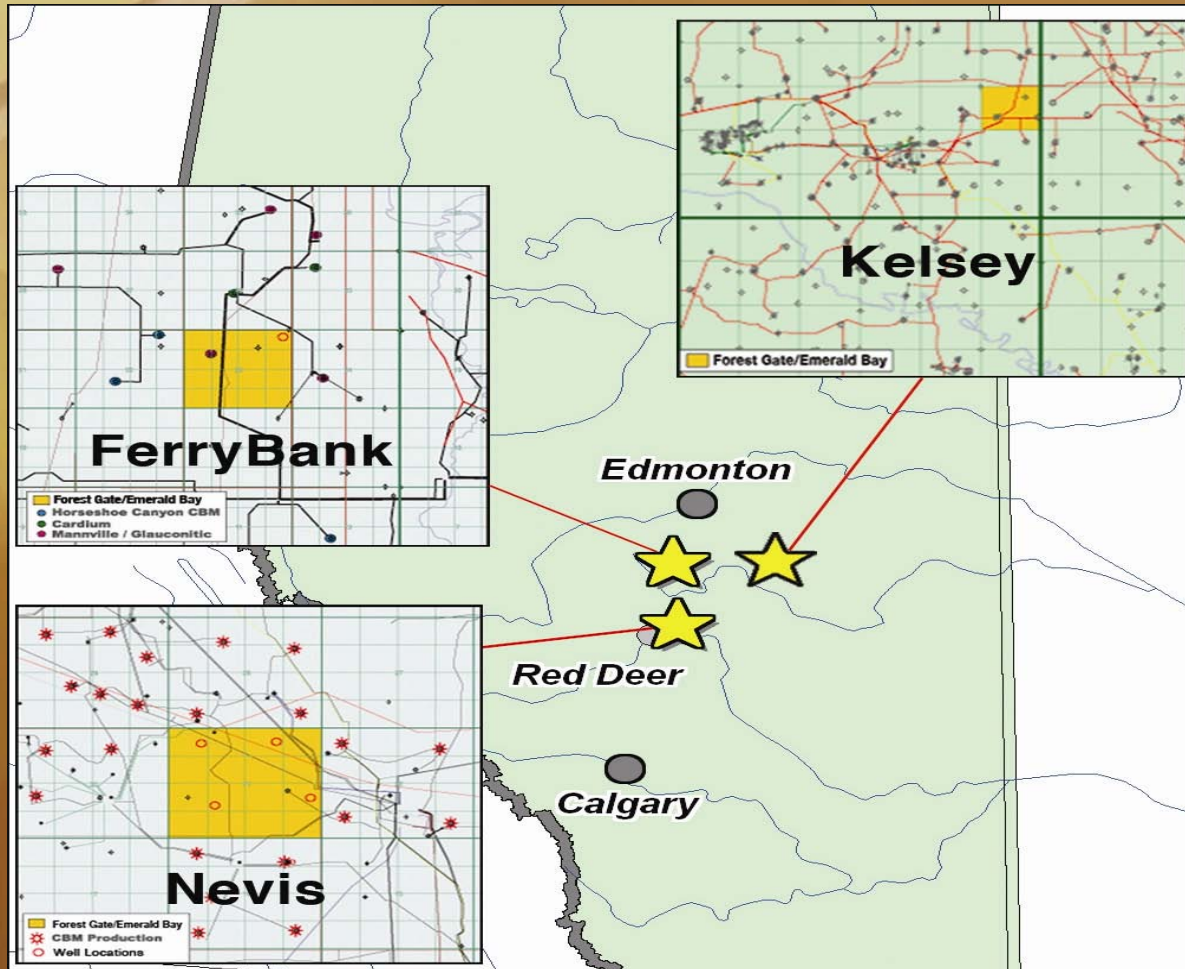 Kelsey
Forest Gate/Emerald Bay
FerryBank
Forest Gate/Emerald Bay
Horseshoe Canyon CBM
Cardium
Mannville / Glauconitic
Edmonton
Red Deer
Calgary
Nevis
Forest Gate/Emerald Bay
CBM Production
Well Locations